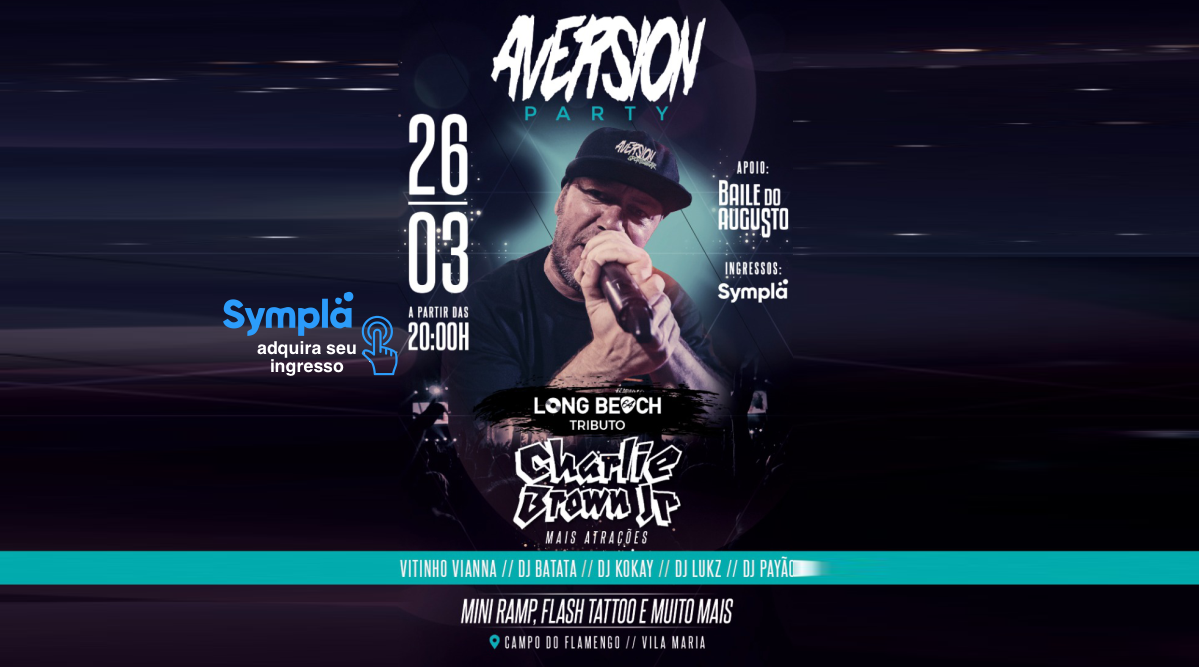 AVERSION
PARTY
26
03
A PARTIR DAS
20:00H
AVERSION
APOIO:
BAILE DO
AUGUSTO
INGRESSOS:
Sympla
Sympla
adquira seu
ingresso
LONG BEACH
TRIBUTO
Charlie
Brown Jr
MAIS ATRAÇÕES
VITINHO VIANNA // DJ BATATA // DJ KOKAY // DJ LUKZ // DJ PAYÃO
MINI RAMP, FLASH TATTOO E MUITO MAIS
CAMPO DO FLAMENGO // VILA MARIA